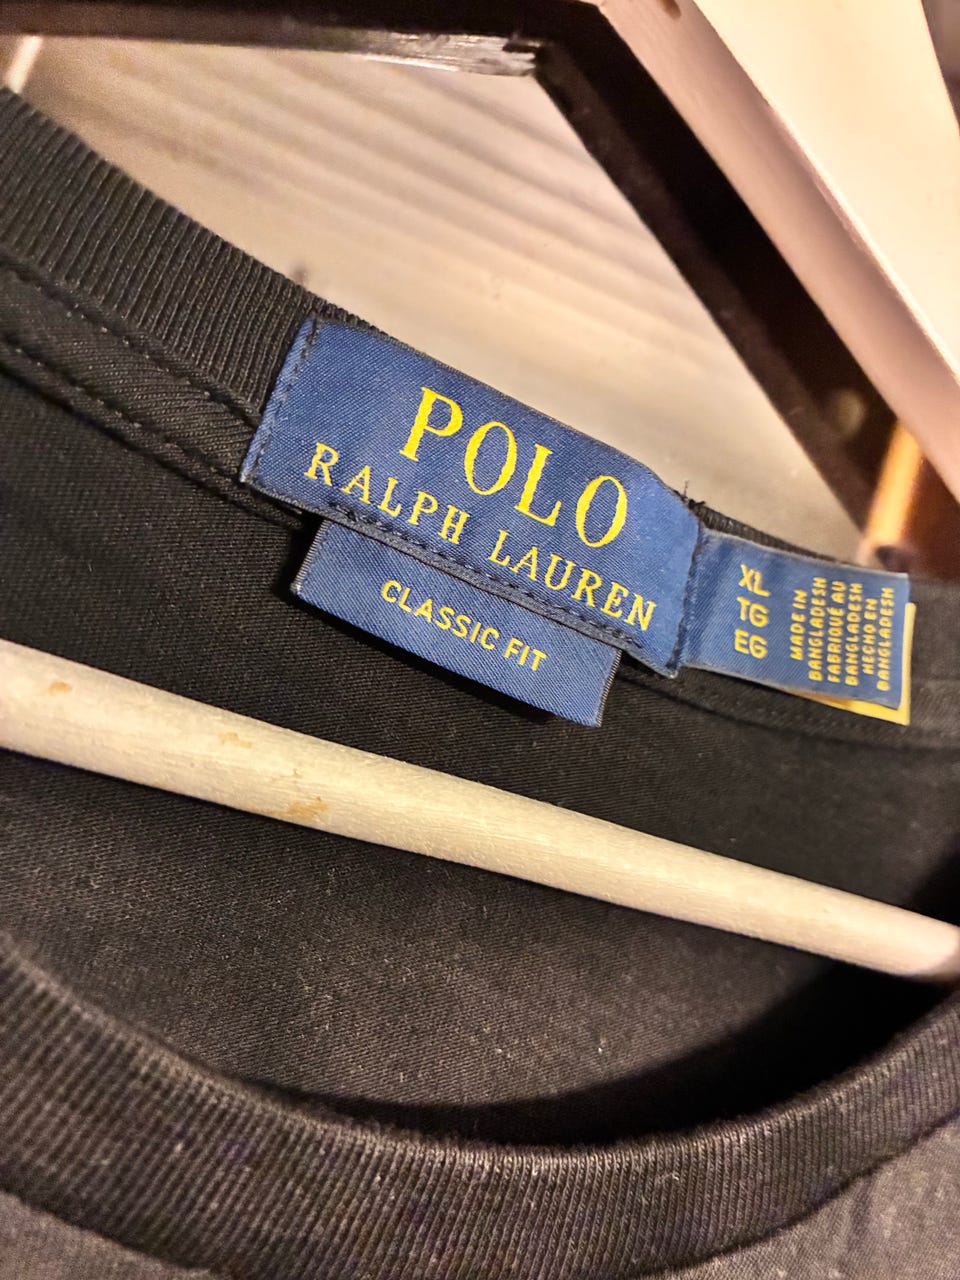 POLO
RALPH LAUREN
CLASSIC FIT
XL
TG
EG
MADE IN
BANGLADESH
FABRIQUÉ AU
BANGLADESH
HECHO EN
BANGLADESH